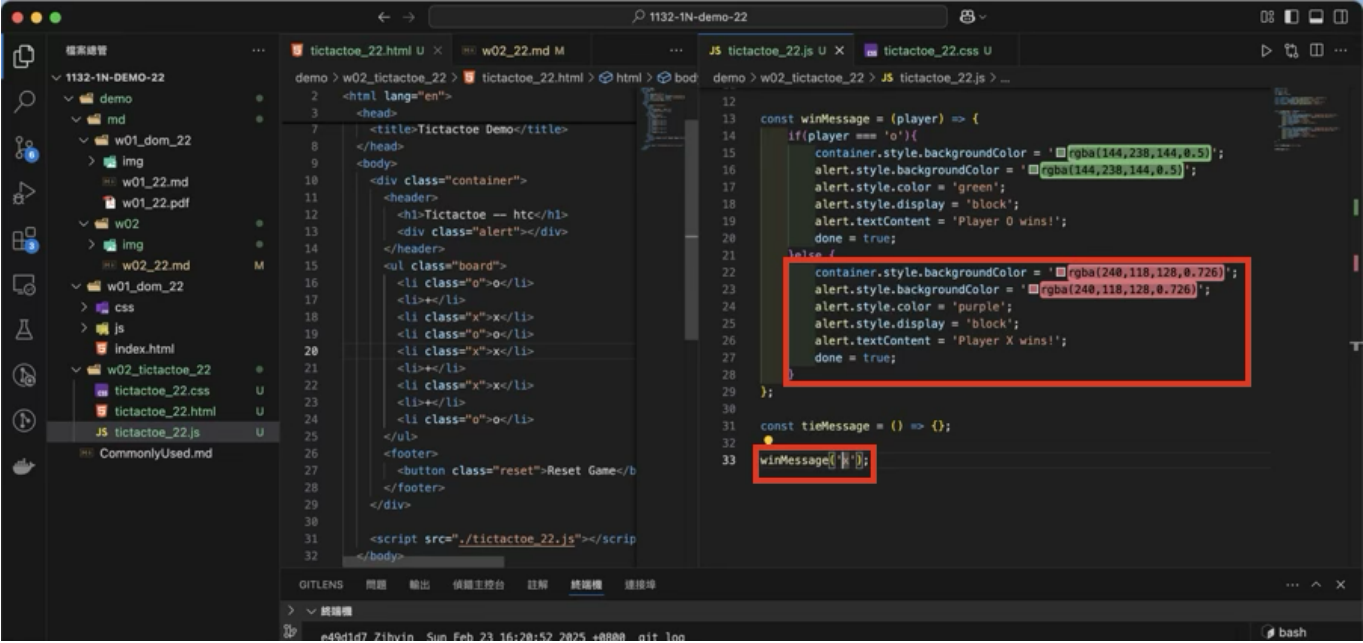 1132-1N-demo-22
檔案總管
1132-1N-DEMO-22
demo
md
w01_dom_22
img
w01_22.md
w01_22.pdf
w02
img
w02_22.md M
w01_dom_22
css
js
index.html
w02_tictactoe_22
tictactoe_22.css U
tictactoe_22.html U
JS tictactoe_22.js U
CommonlyUsed.md
6
3
tictactoe_22.html U
w02_22.md M
demo > w02_tictactoe_22 > tictactoe_22.html > html > bod
2 <html lang="en">
3 <head>
7 <title>Tictactoe Demo</title>
8 </head>
9 <body>
10 <div class="container">
11 <header>
12 <h1>Tictactoe -- htc</h1>
13 <div class="alert"></div>
14 </header>
15 <ul class="board">
16 <li class="o">o</li>
17 <li>+</li>
18 <li class="x">x</li>
19 <li class="o">o</li>
20 <li class="x">x</li>
21 <li>+</li>
22 <li class="x">x</li>
23 <li>+</li>
24 <li class="o">o</li>
25 </ul>
26 <footer>
27 <button class="reset">Reset Game</b
28 </footer>
29 </div>
30
31 <script src="./tictactoe_22.js"></scrip
32 </body>
JS tictactoe_22.js U
tictactoe_22.css U
demo > w02_tictactoe_22 > JS tictactoe_22.js > ...
12
13 const winMessage = (player) => {
14 if(player === 'o'){
15 container.style.backgroundColor = 'rgba(144,238,144,0.5)';
16 alert.style.backgroundColor = 'rgba(144,238,144,0.5)';
17 alert.style.color = 'green';
18 alert.style.display = 'block';
19 alert.textContent = 'Player O wins!';
20 done = true;
21 }else {
22 container.style.backgroundColor = 'rgba(240,118,128,0.726)';
23 alert.style.backgroundColor = 'rgba(240,118,128,0.726)';
24 alert.style.color = 'purple';
25 alert.style.display = 'block';
26 alert.textContent = 'Player X wins!';
27 done = true;
28 }
29 };
30
31 const tieMessage = () => {};
32
33 winMessage('x');
GITLENS 問題 輸出 偵錯主控台 註解 終端機 連接埠
終端機
e49d1d7 Zihyin Sun Feb 23 16:20:52 2025 +0800 git log
bash